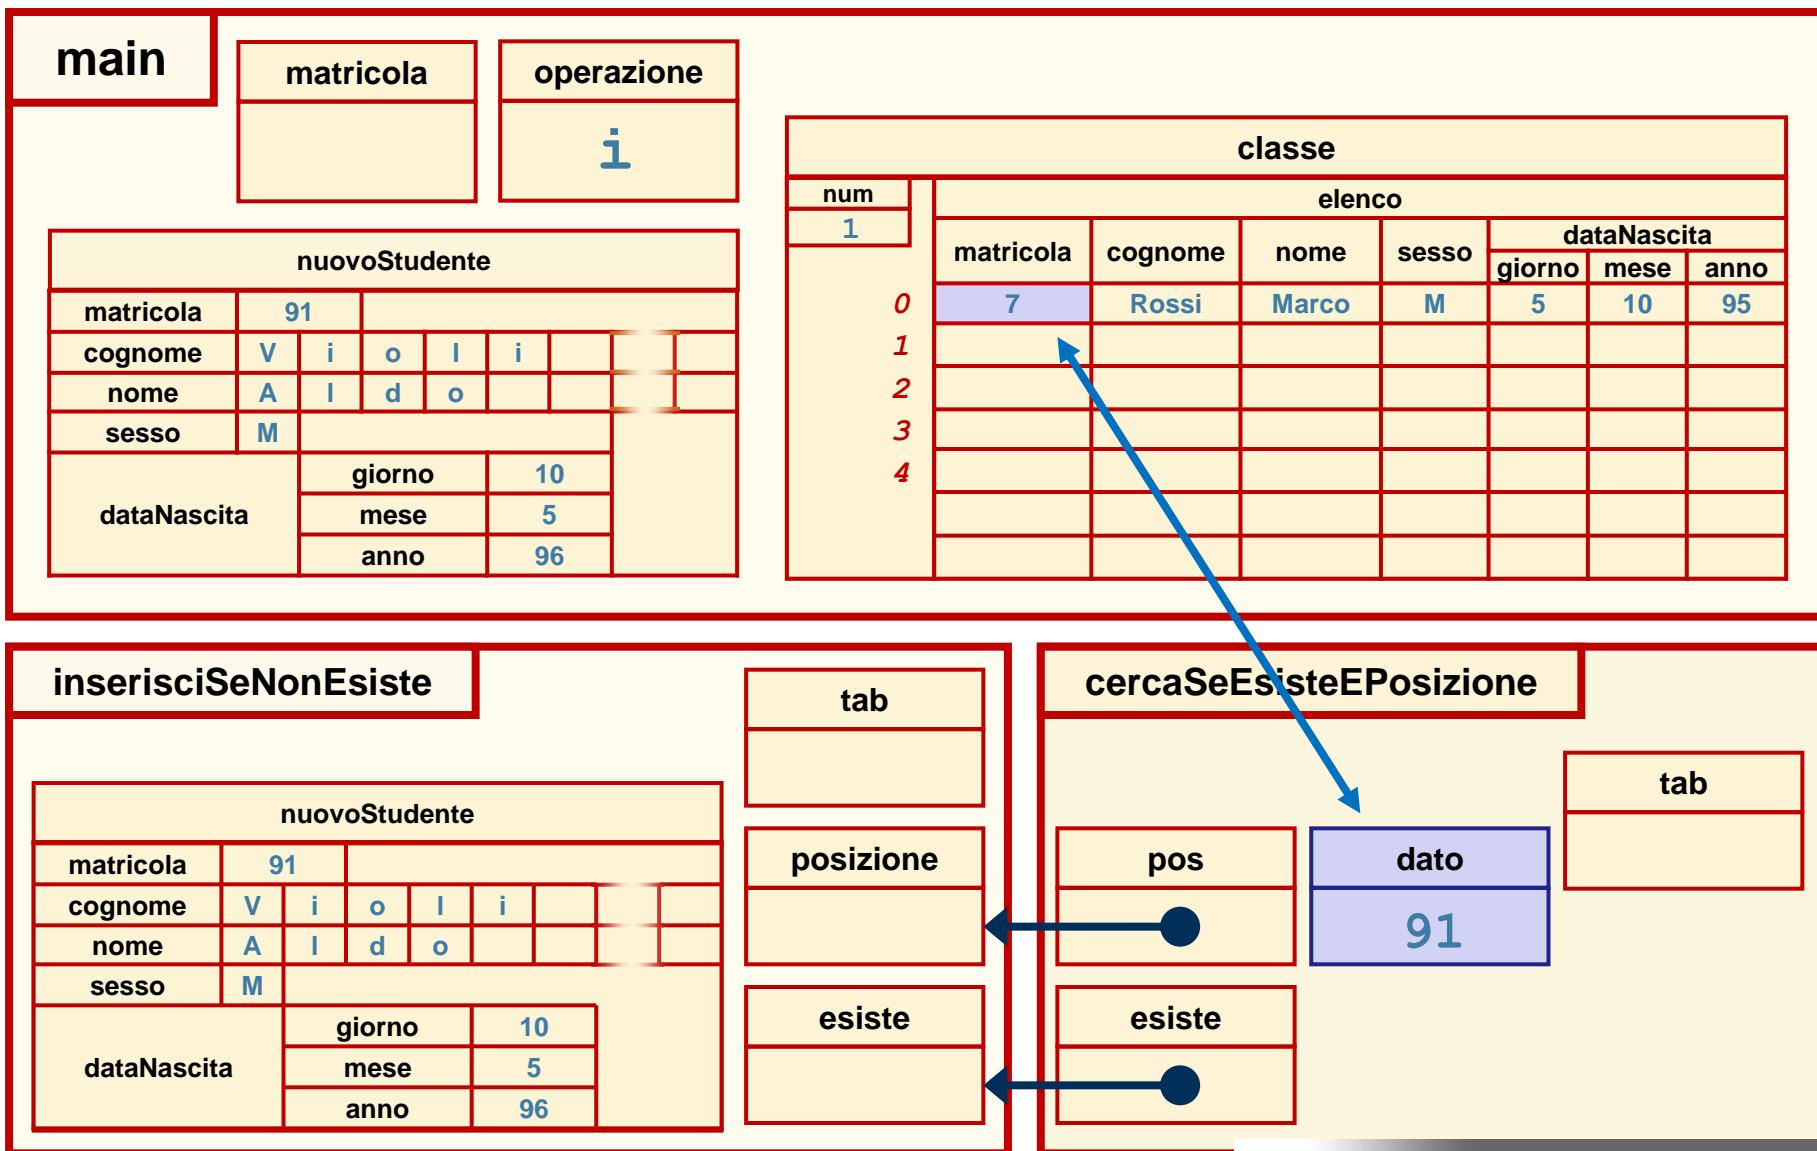 main
matricola
operazione
i
classe
num
elenco
1
matricola cognome nome sesso dataNascita
giorno mese anno
0 7 Rossi Marco M 5 10 95
1
2
3
4
nuovoStudente
matricola 91
cognome V i o l i
nome A l d o
sesso M
dataNascita
giorno 10
mese 5
anno 96
inserisciSeNonEsiste
tab
nuovoStudente
matricola 91
cognome V i o l i
nome A l d o
sesso M
dataNascita
giorno 10
mese 5
anno 96
posizione
esiste
cercaSeEsisteEPosizione
tab
pos
dato
91
esiste